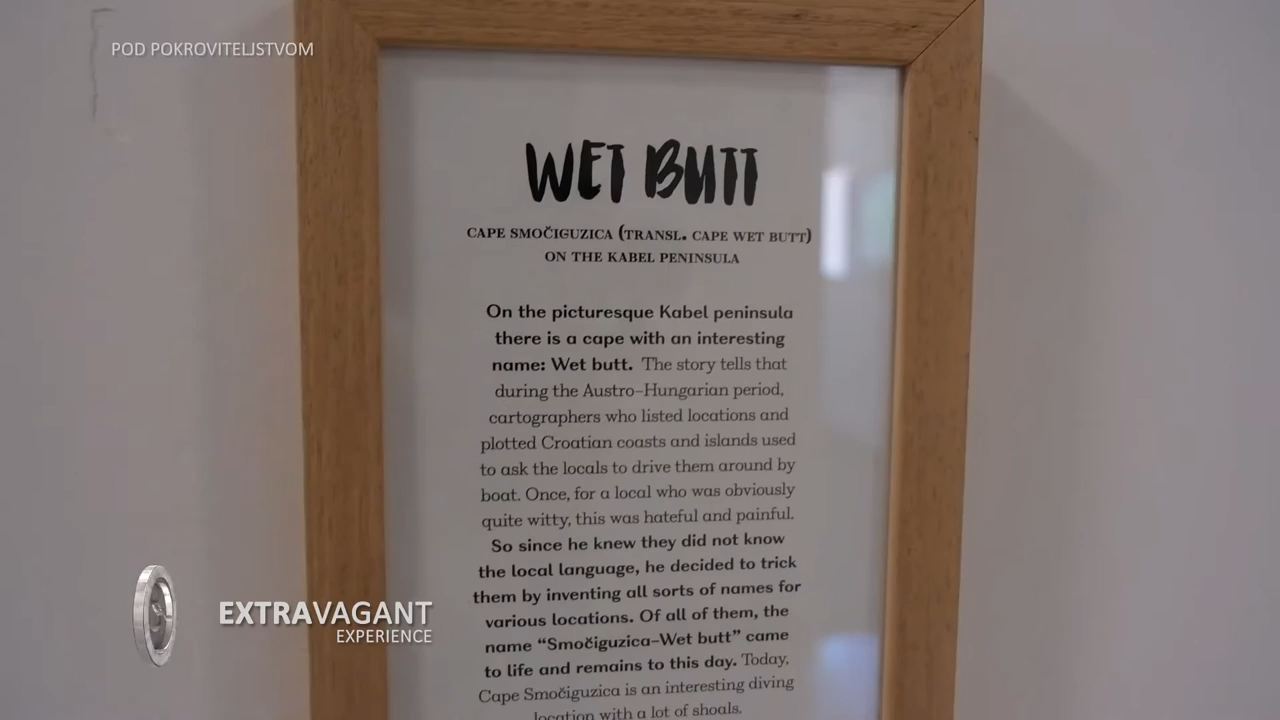 POD POKROVITELJSTVOM
WET BUTT
CAPE SMOČIGUZICA (TRANSL. CAPE WET BUTT)
ON THE KABEL PENINSULA
On the picturesque Kabel peninsula
there is a cape with an interesting
name: Wet butt. The story tells that
during the Austro-Hungarian period,
cartographers who listed locations and
plotted Croatian coasts and islands used
to ask the locals to drive them around by
boat. Once, for a local who was obviously
quite witty, this was hateful and painful.
So since he knew they did not know
the local language, he decided to trick
them by inventing all sorts of names for
various locations. Of all of them, the
name “Smočiguzica-Wet butt” came
to life and remains to this day. Today,
Cape Smočiguzica is an interesting diving
location with a lot of shoals.
EXTRAVAGANT
EXPERIENCE